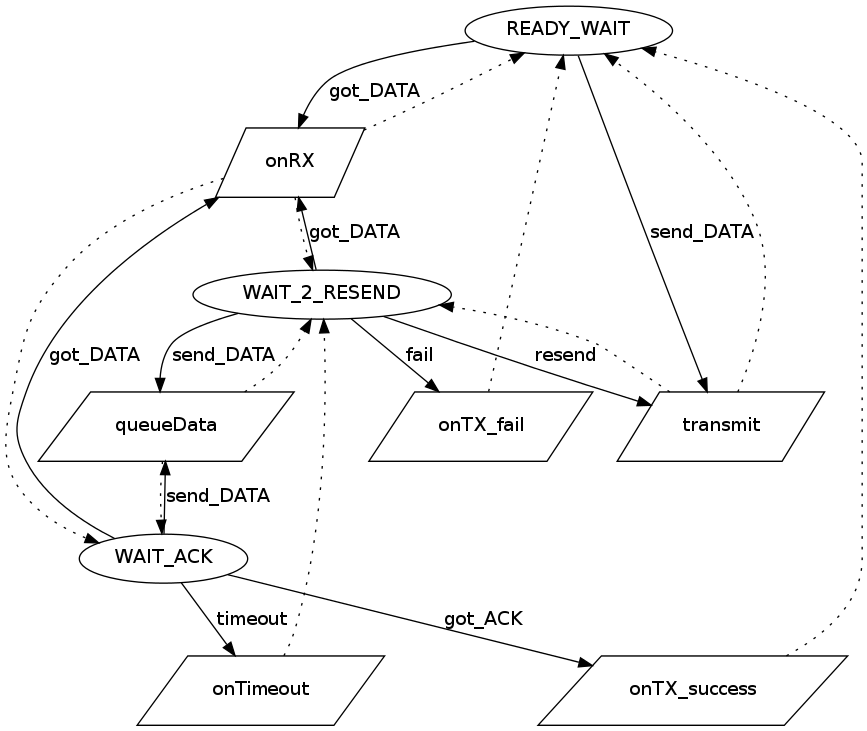 READY_WAIT
got_DATA
onRX
send_DATA
got_DATA
WAIT_2_RESEND
got_DATA
send_DATA
fail
resend
queueData
onTX_fail
transmit
send_DATA
WAIT_ACK
timeout
got_ACK
onTimeout
onTX_success